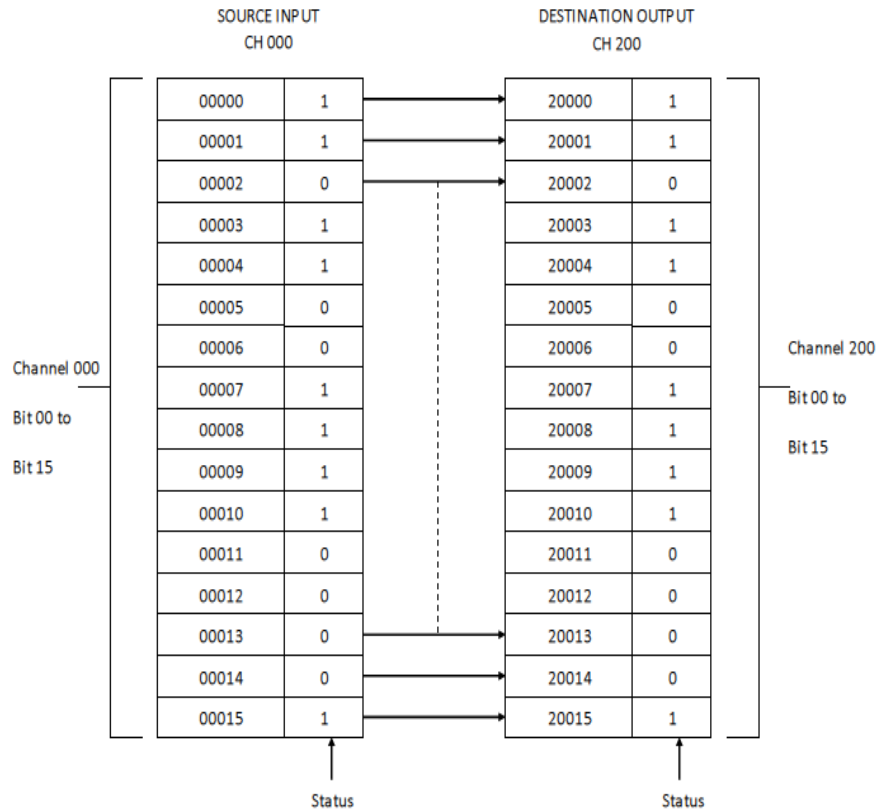 SOURCE INPUT DESTINATION OUTPUT
CH 000 CH 200
00000 1 20000 1
00001 1 20001 1
00002 0 20002 0
00003 1 20003 1
00004 1 20004 1
00005 0 20005 0
00006 0 20006 0
Channel 000 Channel 200
00007 1 20007 1
Bit 00 to Bit 00 to
00008 1 20008 1
Bit 15 Bit 15
00009 1 20009 1
00010 1 20010 1
00011 0 20011 0
00012 0 20012 0
00013 0 20013 0
00014 0 20014 0
00015 1 20015 1
Status Status